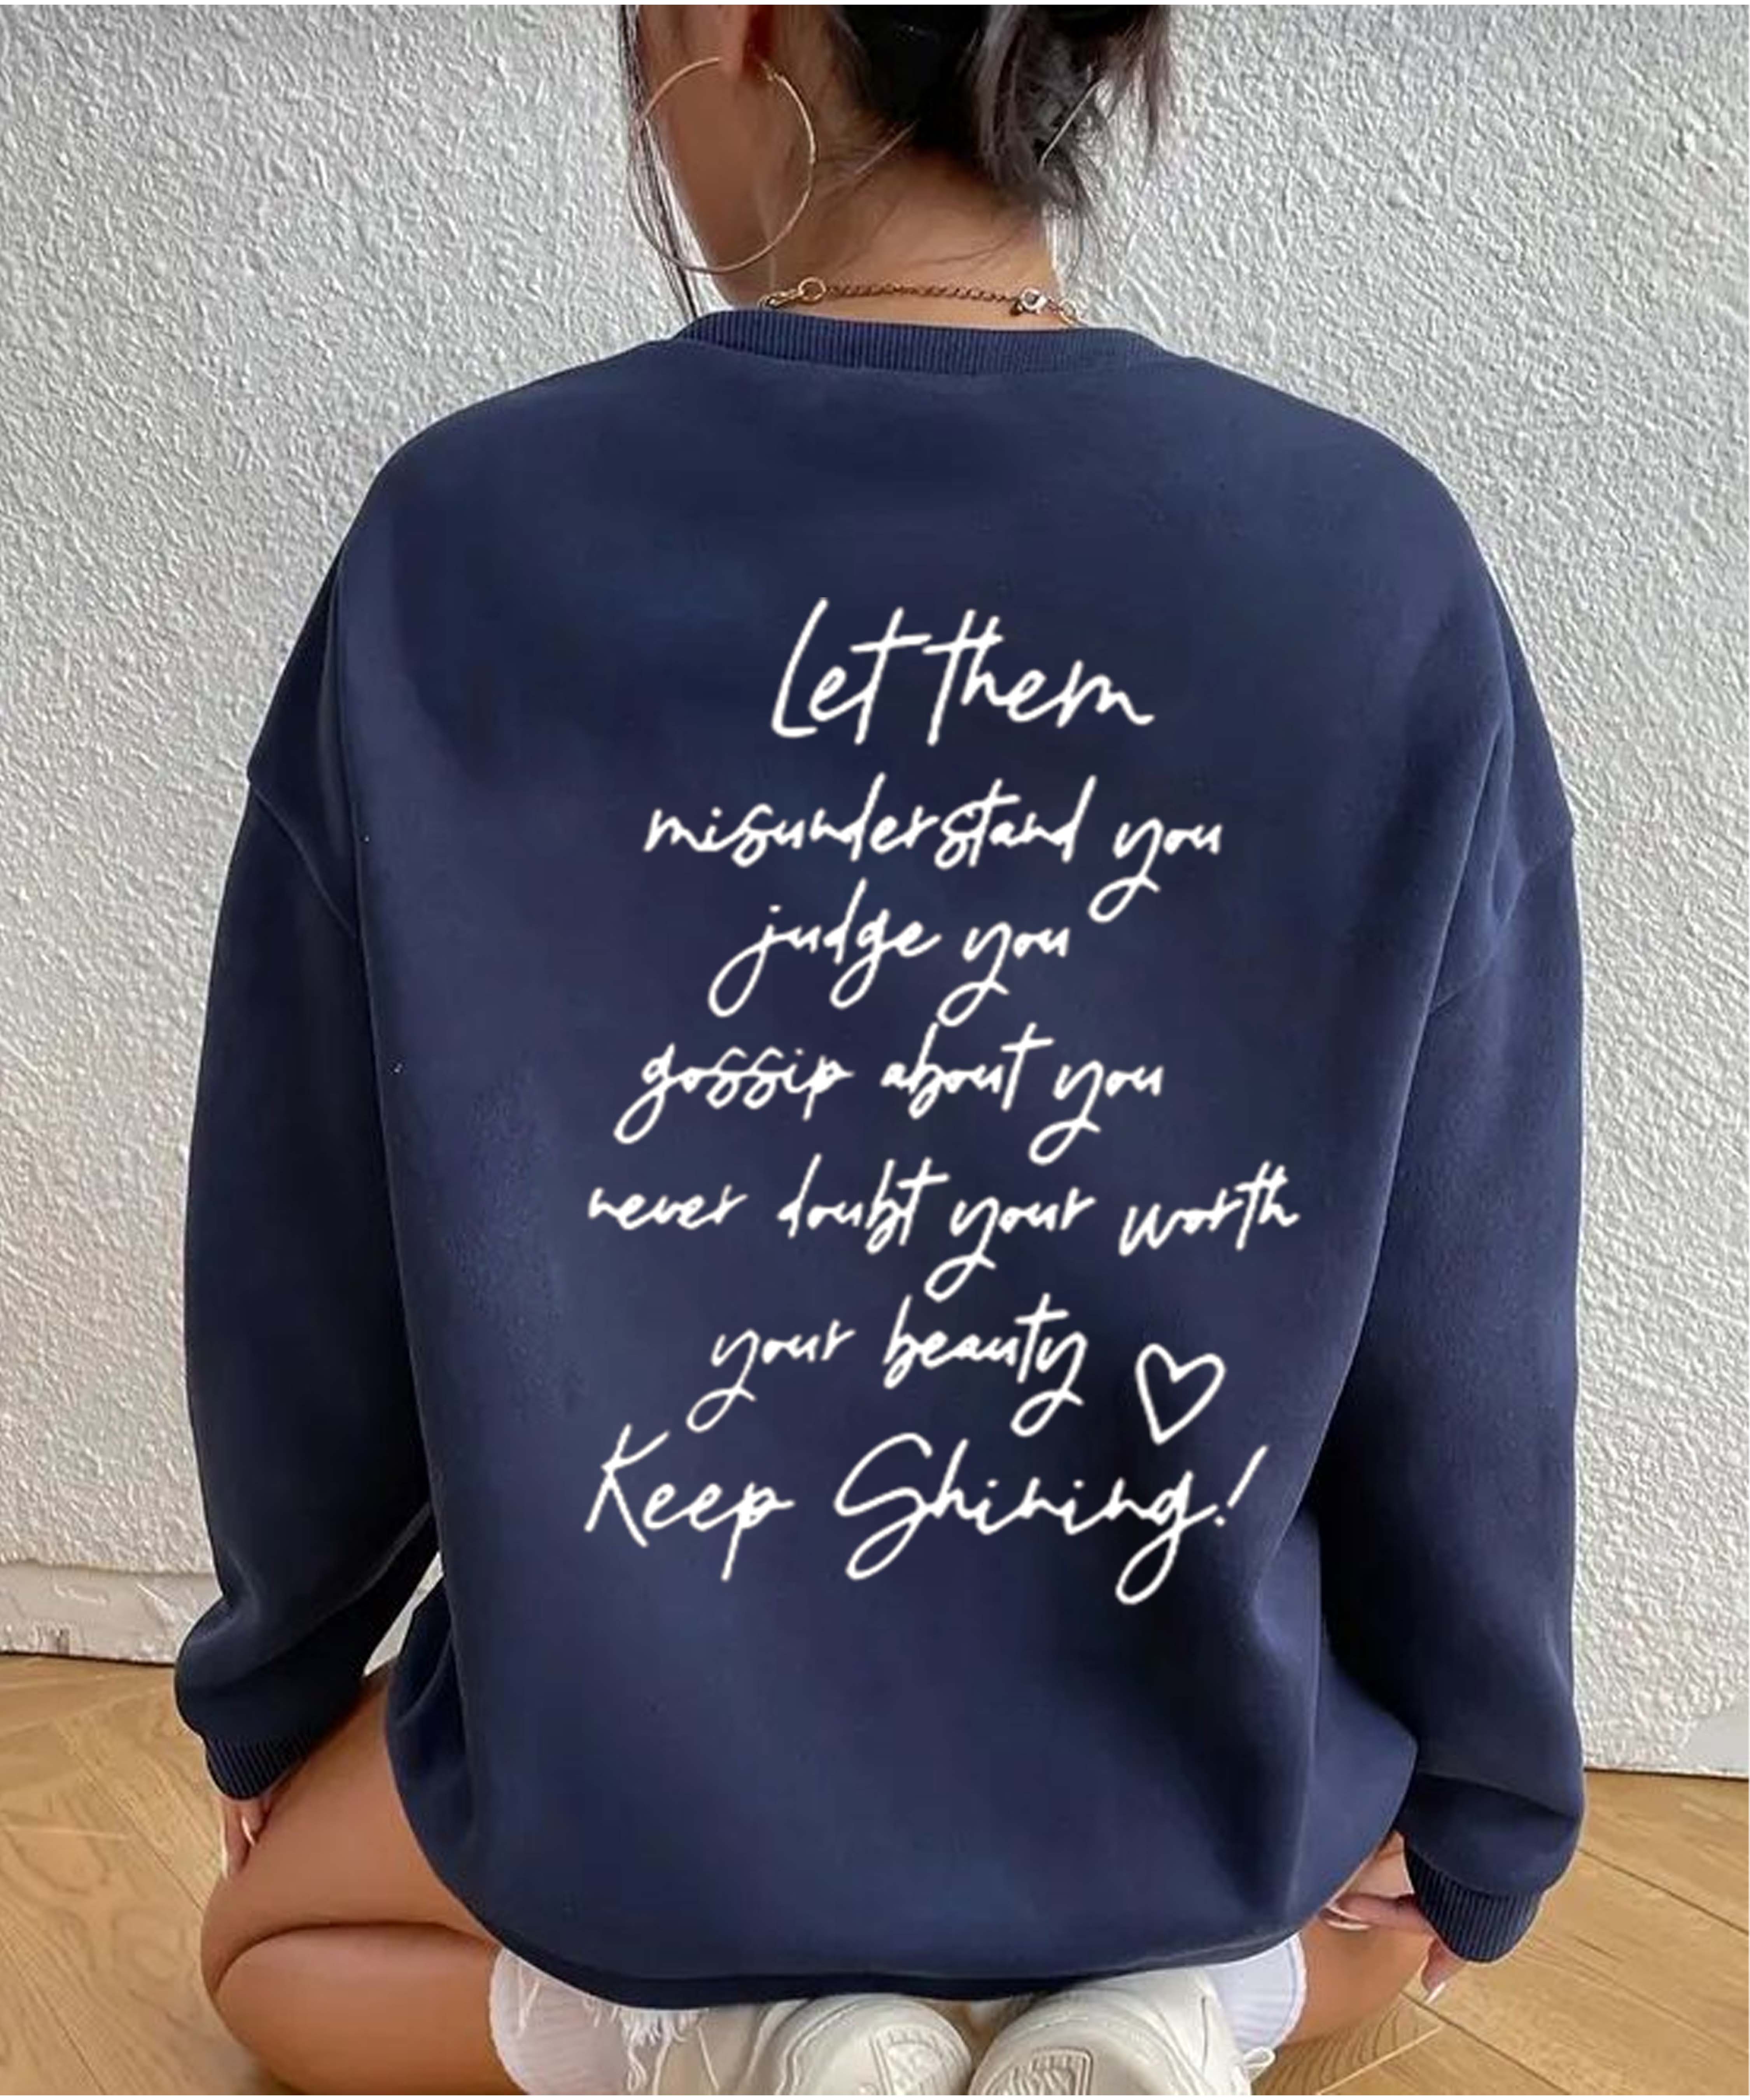 Let them
misunderstand you
judge you
gossip about you
never doubt your worth
your beauty
Keep Shining!